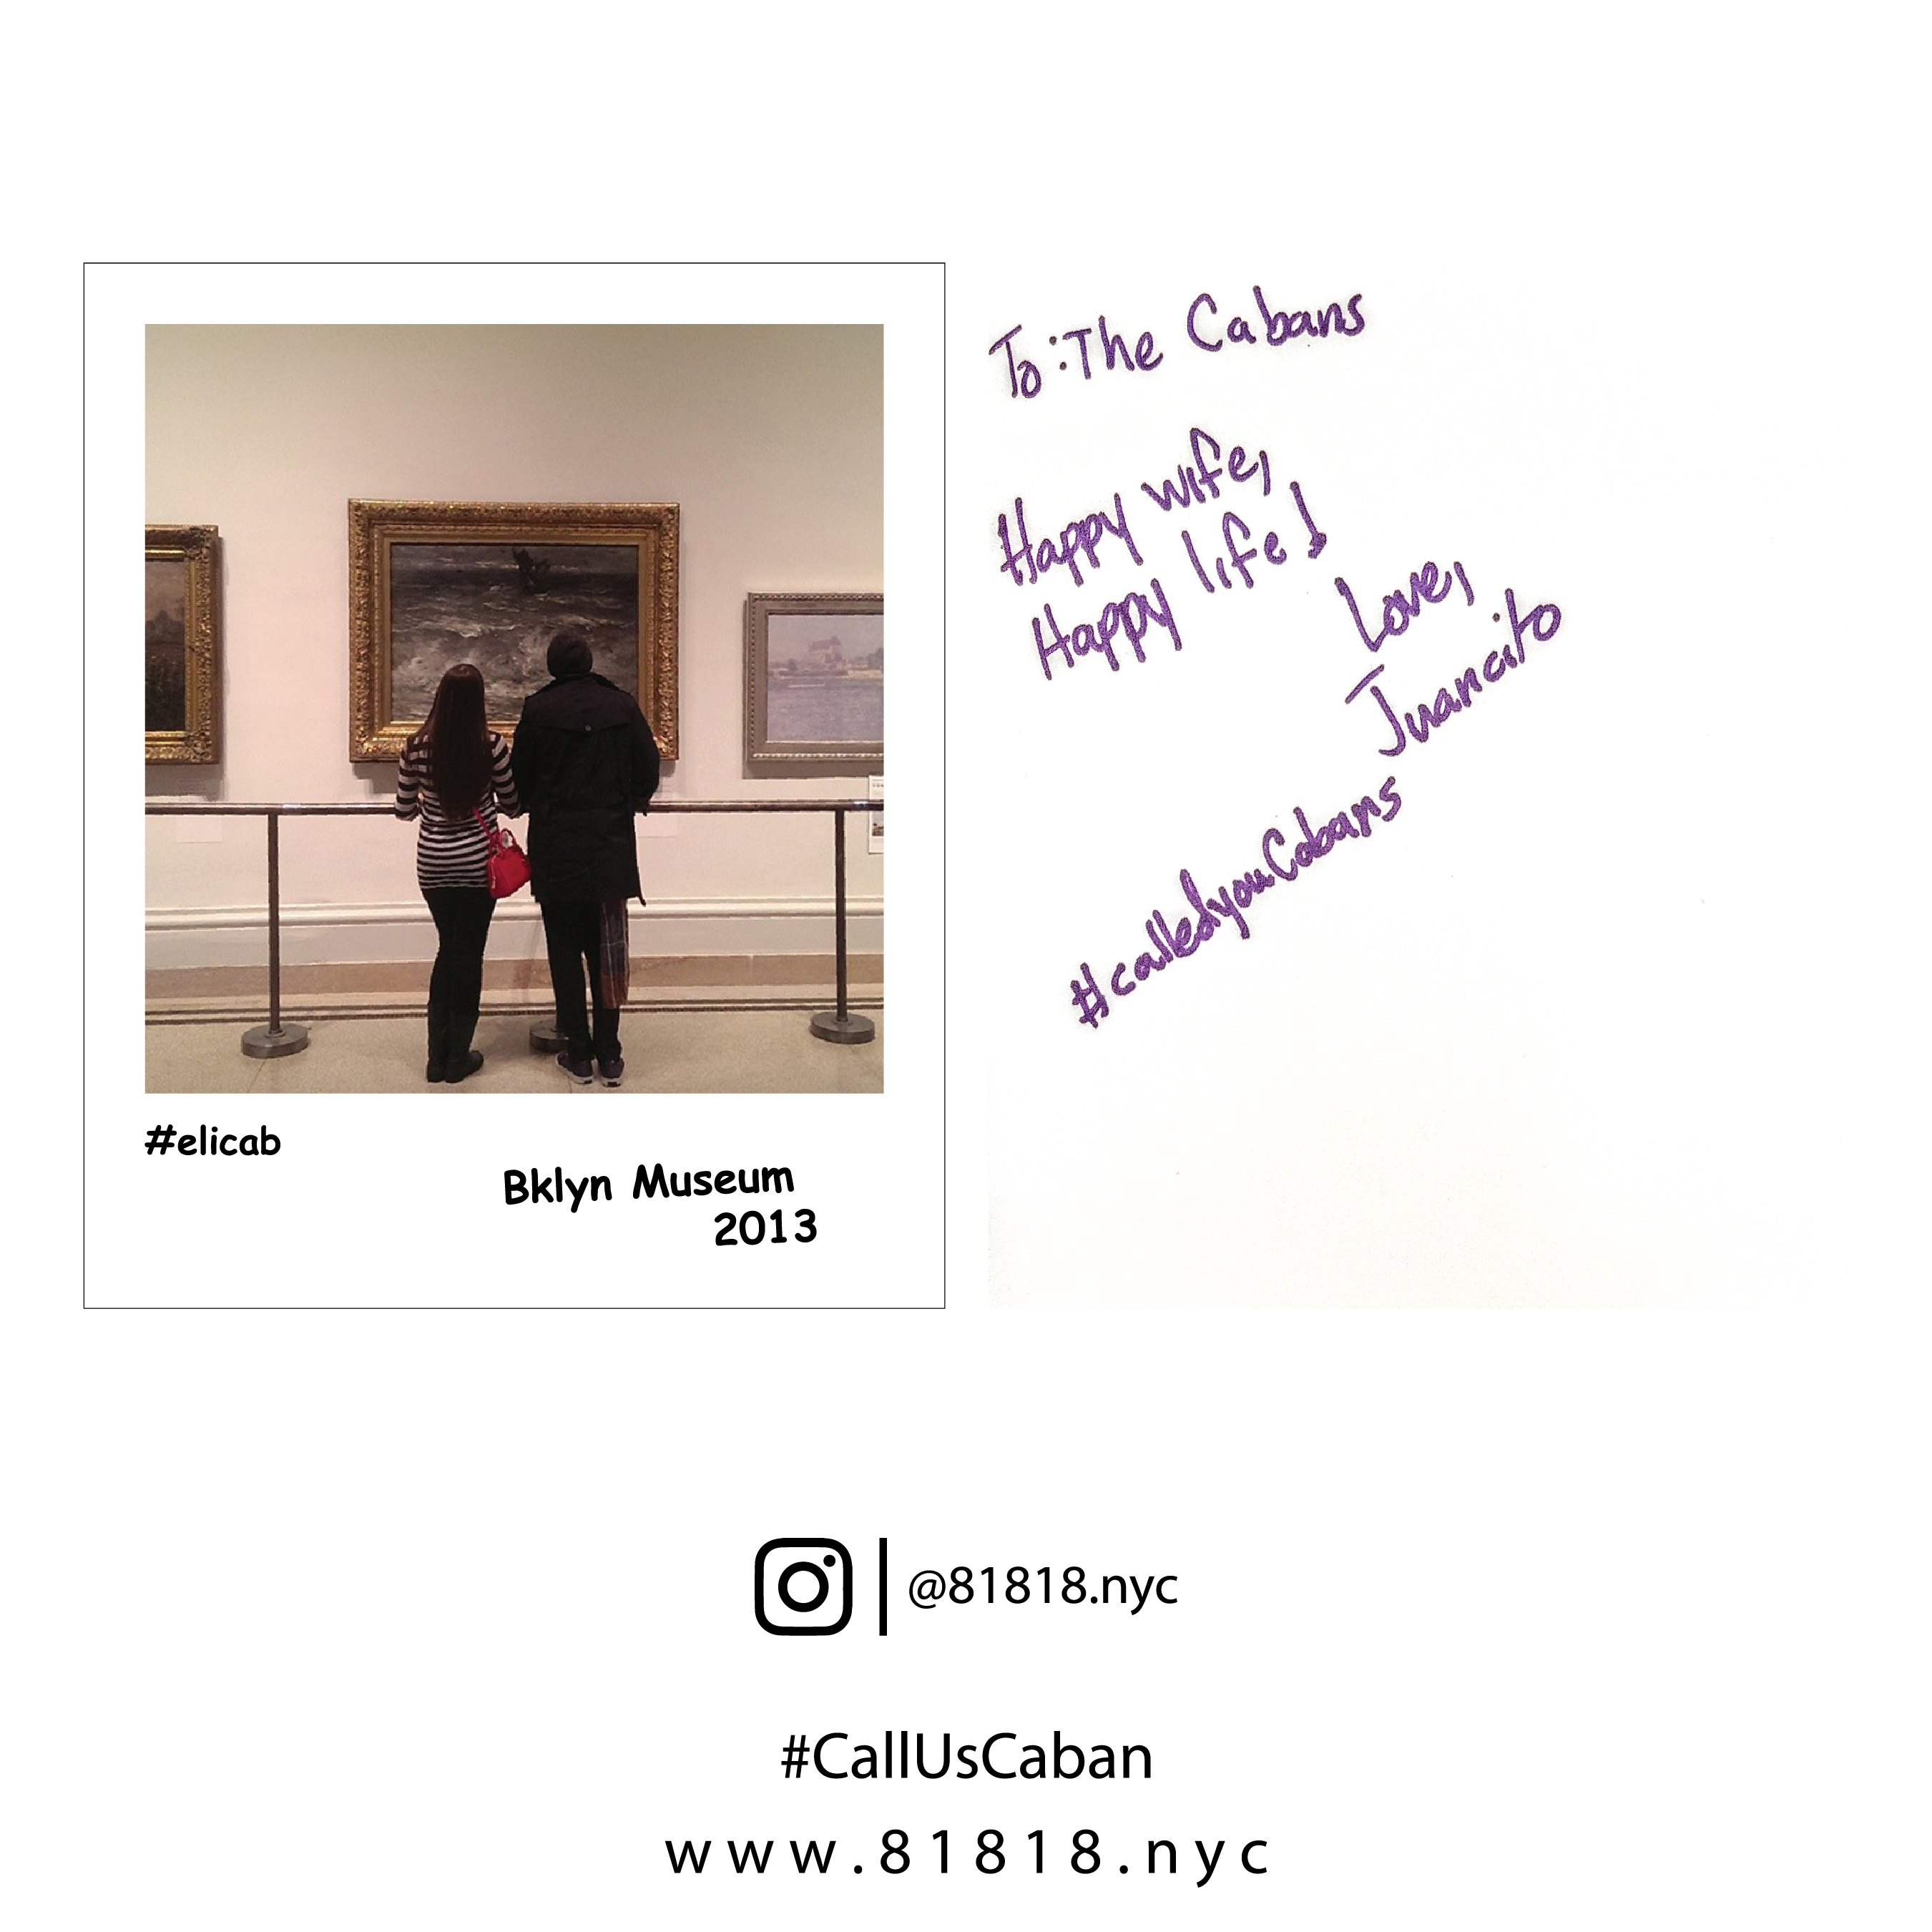 #elicab
Bklyn Museum
2013
To: The Cabans
Happy wife,
Happy life!
Love,
Juancito
#calledyouCabans
@81818.nyc
#CallUsCaban
www.81818.nyc